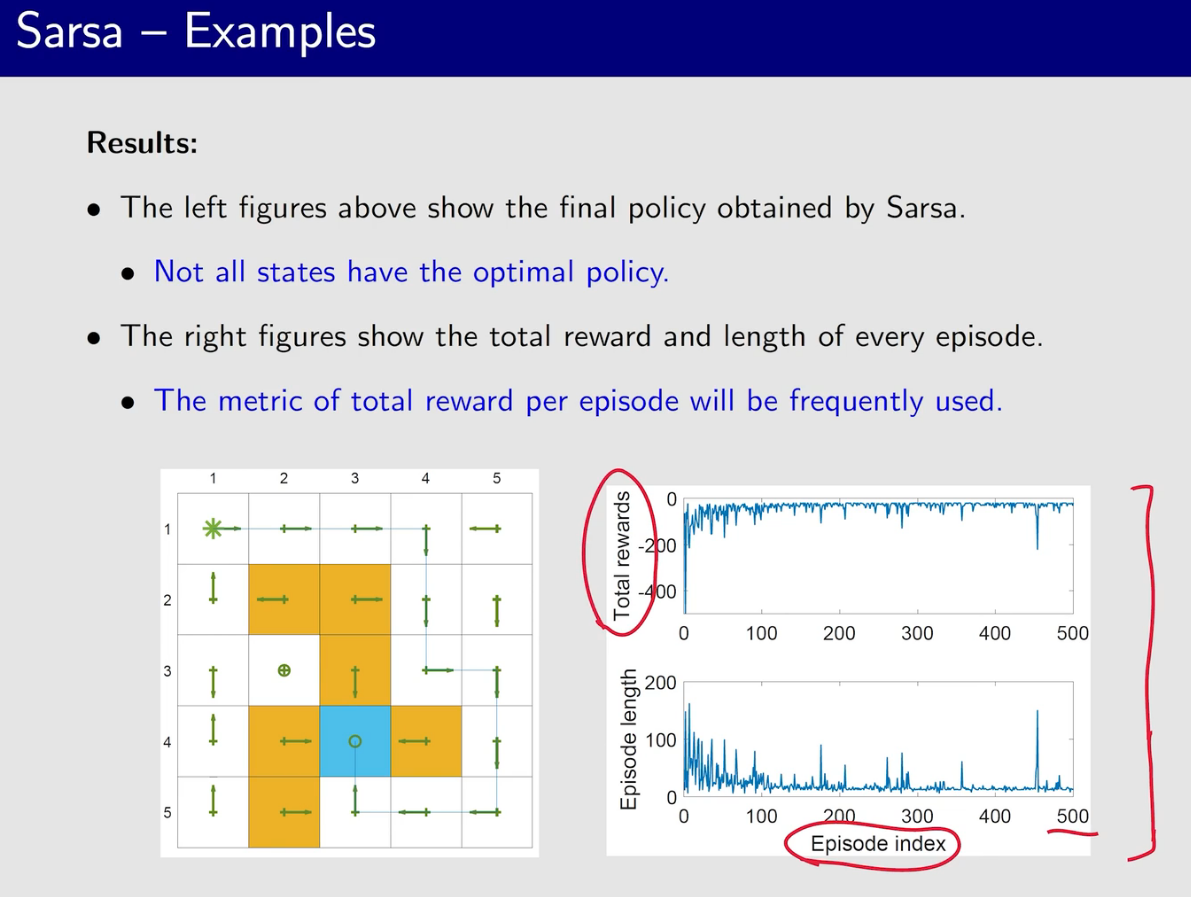 Sarsa – Examples
Results:
• The left figures above show the final policy obtained by Sarsa.
• Not all states have the optimal policy.
• The right figures show the total reward and length of every episode.
• The metric of total reward per episode will be frequently used.
1 2 3 4 5
1
2
3
4
5
Total rewards
0
-200
-400
0 100 200 300 400 500
Episode length
200
100
0
0 100 200 300 400 500
Episode index